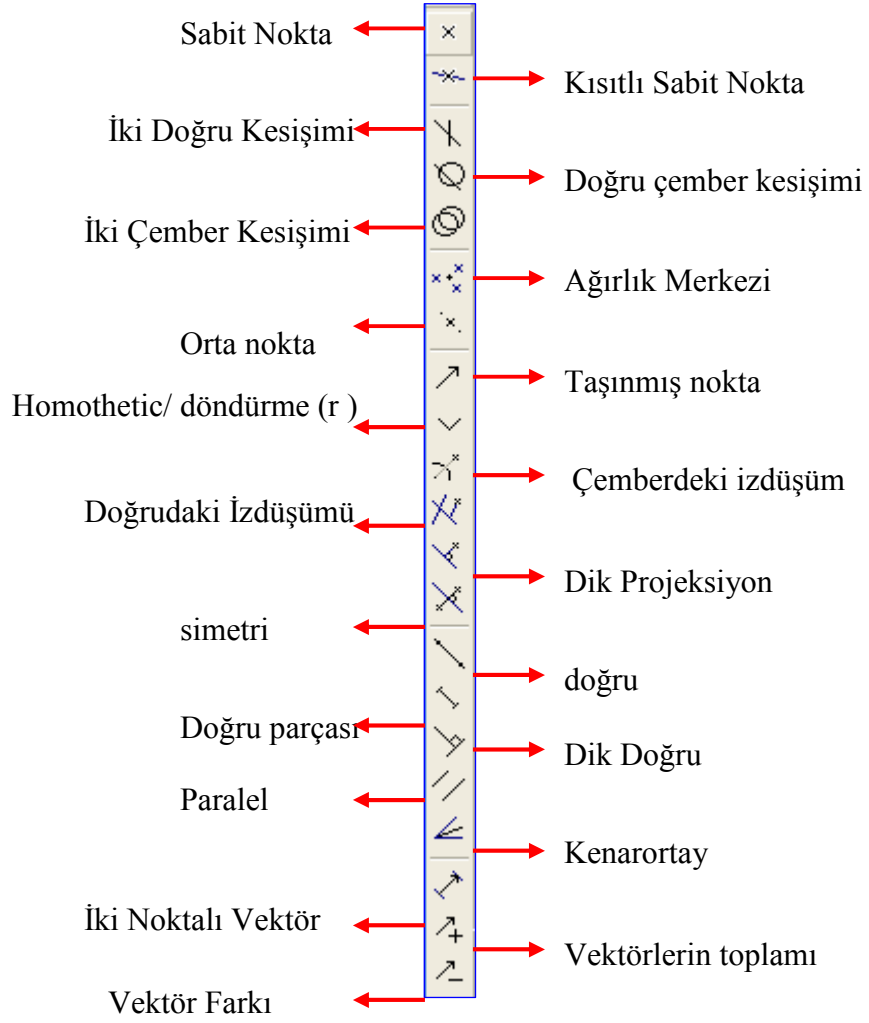 Sabit Nokta
Kısıtlı Sabit Nokta
İki Doğru Kesişimi
Doğru çember kesişimi
İki Çember Kesişimi
Ağırlık Merkezi
Orta nokta
Taşınmış nokta
Homothetic/ döndürme (r )
Çemberdeki izdüşüm
Doğrudaki İzdüşümü
Dik Projeksiyon
simetri
doğru
Doğru parçası
Dik Doğru
Paralel
Kenarortay
İki Noktalı Vektör
Vektörlerin toplamı
Vektör Farkı